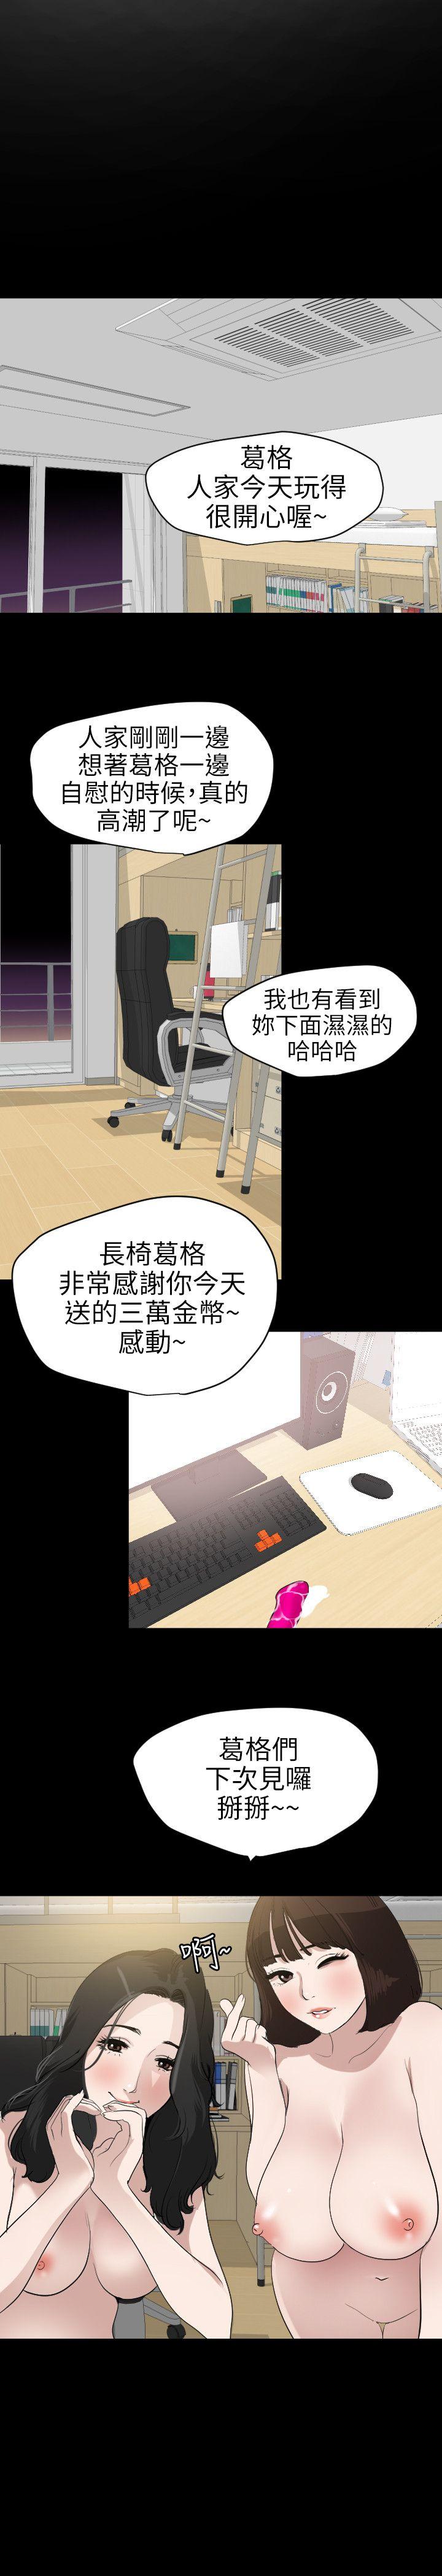 葛格
人家今天玩得
很開心喔~
人家剛剛一邊
想著葛格一邊
自慰的時候,真的
高潮了呢~
我也有看到
妳下面濕濕的
哈哈哈
長椅葛格
非常感謝你今天
送的三萬金幣~
感動~
葛格們
下次見囉
掰掰~~
啊~